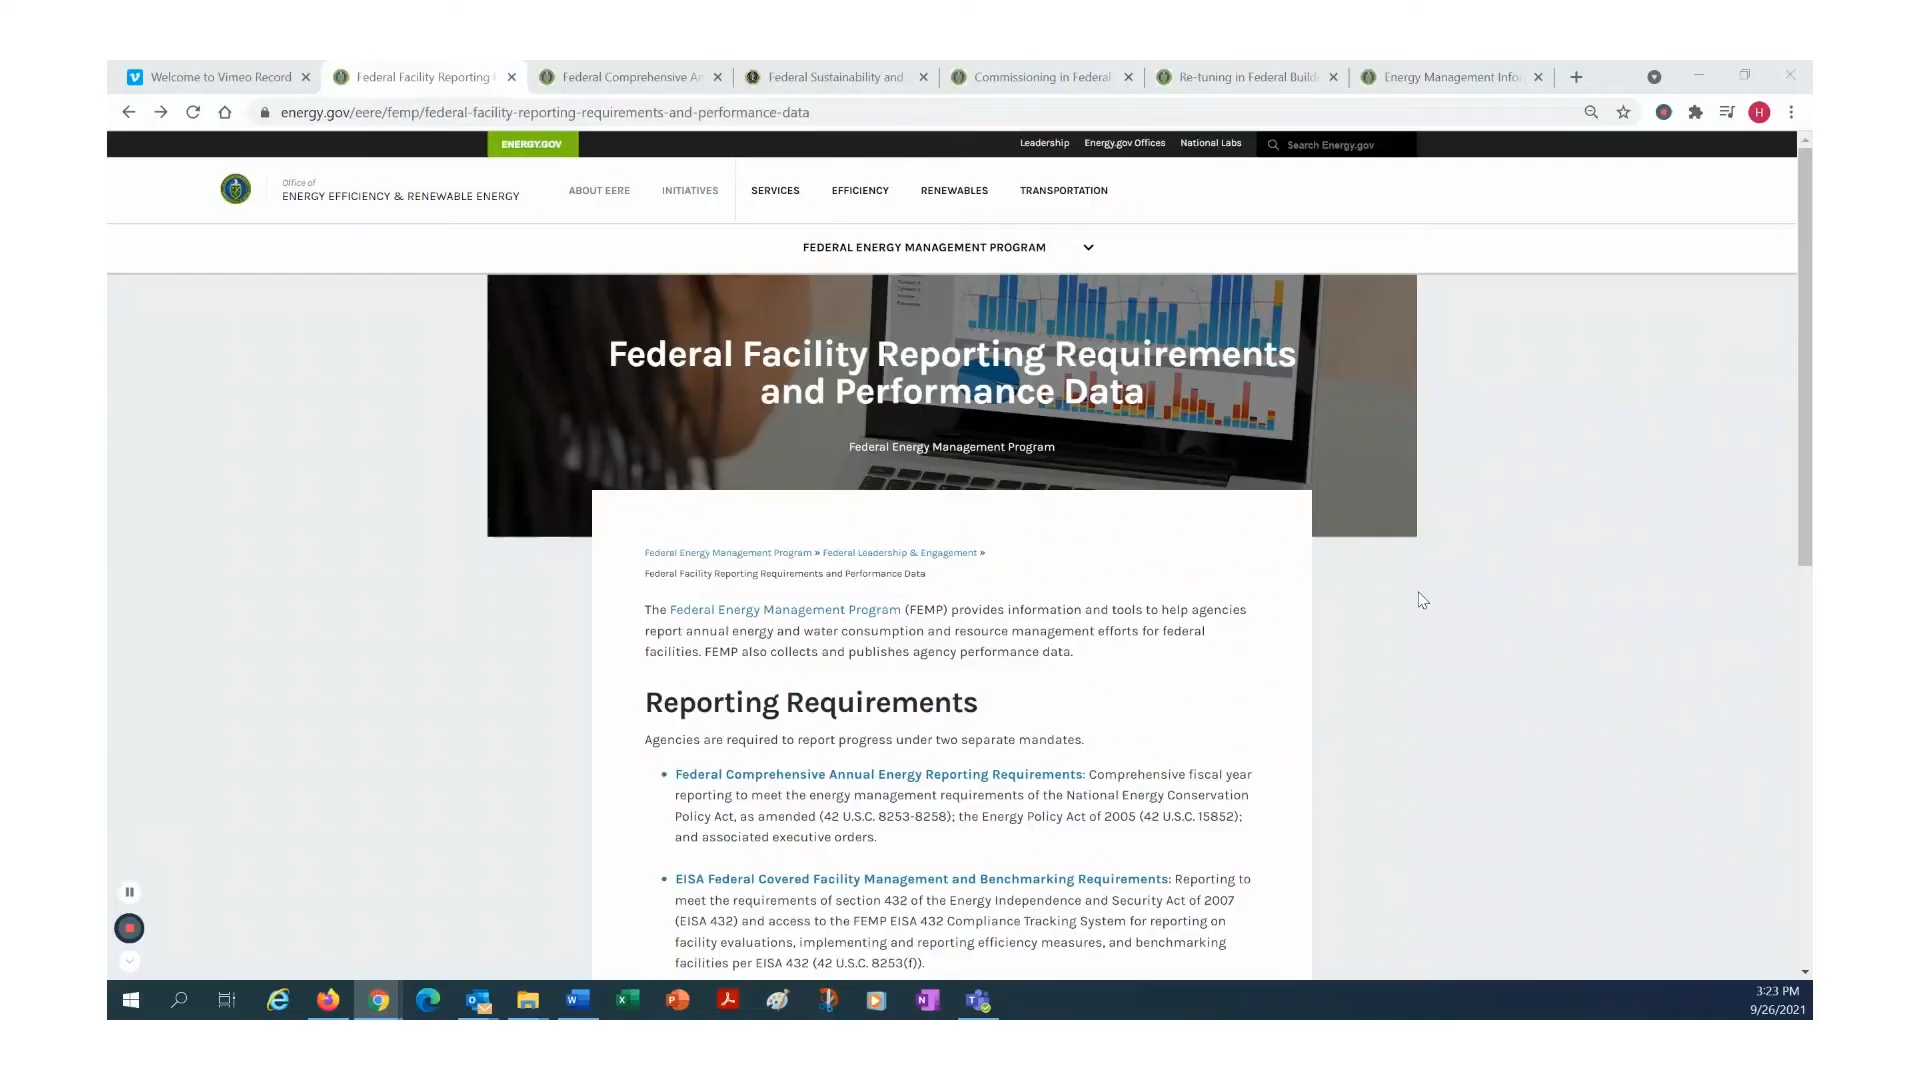 Welcome to Vimeo Record
Federal Facility Reporting
Federal Comprehensive A
Federal Sustainability and
Commissioning in Federal
Re-tuning in Federal Build
Energy Management Info
energy.gov/eere/femp/federal-facility-reporting-requirements-and-performance-data
H
ENERGY.GOV
Leadership
Energy.gov Offices
National Labs
Search Energy.gov
Office of
ENERGY EFFICIENCY & RENEWABLE ENERGY
ABOUT EERE
INITIATIVES
SERVICES
EFFICIENCY
RENEWABLES
TRANSPORTATION
FEDERAL ENERGY MANAGEMENT PROGRAM
Federal Facility Reporting Requirements
and Performance Data
Federal Energy Management Program
Federal Energy Management Program » Federal Leadership & Engagement »
Federal Facility Reporting Requirements and Performance Data
The Federal Energy Management Program (FEMP) provides information and tools to help agencies
report annual energy and water consumption and resource management efforts for federal
facilities. FEMP also collects and publishes agency performance data.
Reporting Requirements
Agencies are required to report progress under two separate mandates.
• Federal Comprehensive Annual Energy Reporting Requirements: Comprehensive fiscal year
reporting to meet the energy management requirements of the National Energy Conservation
Policy Act, as amended (42 U.S.C. 8253-8258); the Energy Policy Act of 2005 (42 U.S.C. 15852);
and associated executive orders.
• EISA Federal Covered Facility Management and Benchmarking Requirements: Reporting to
meet the requirements of section 432 of the Energy Independence and Security Act of 2007
(EISA 432) and access to the FEMP EISA 432 Compliance Tracking System for reporting on
facility evaluations, implementing and reporting efficiency measures, and benchmarking
facilities per EISA 432 (42 U.S.C. 8253(f)).
3:23 PM
9/26/2021